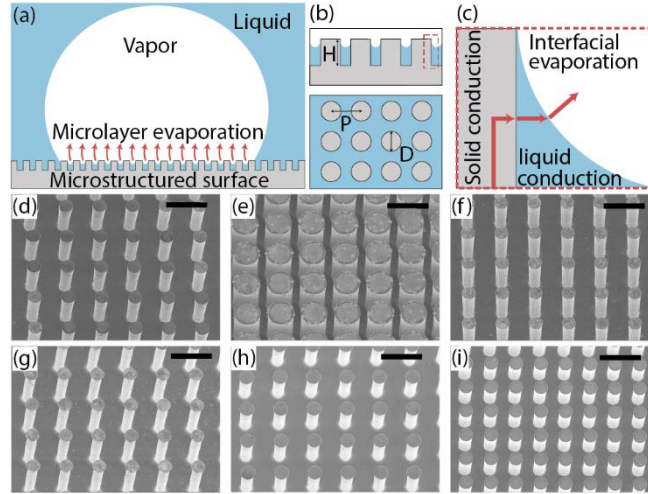 (a)
Liquid
Vapor
Microlayer evaporation
Microstructured surface
(b)
H
P
D
(c)
Interfacial
evaporation
Solid conduction
liquid
conduction
(d)
(e)
(f)
(g)
(h)
(i)